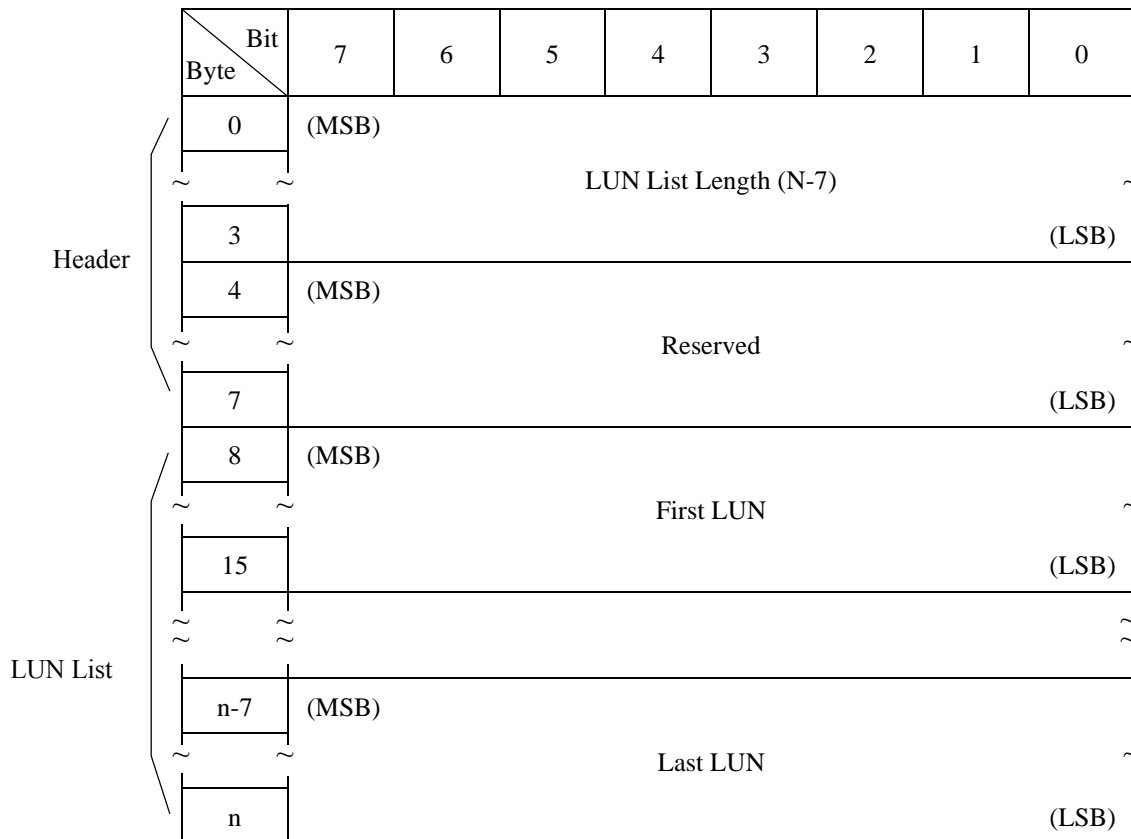 Bit
Byte
7 6 5 4 3 2 1 0
0 (MSB)
~ ~ LUN List Length (N-7) ~
3 (LSB)
Header
4 (MSB)
~ ~ Reserved ~
7 (LSB)
8 (MSB)
~ ~ First LUN ~
15 (LSB)
~ ~ ~
~ ~ ~
LUN List
n-7 (MSB)
~ ~ Last LUN ~
n (LSB)